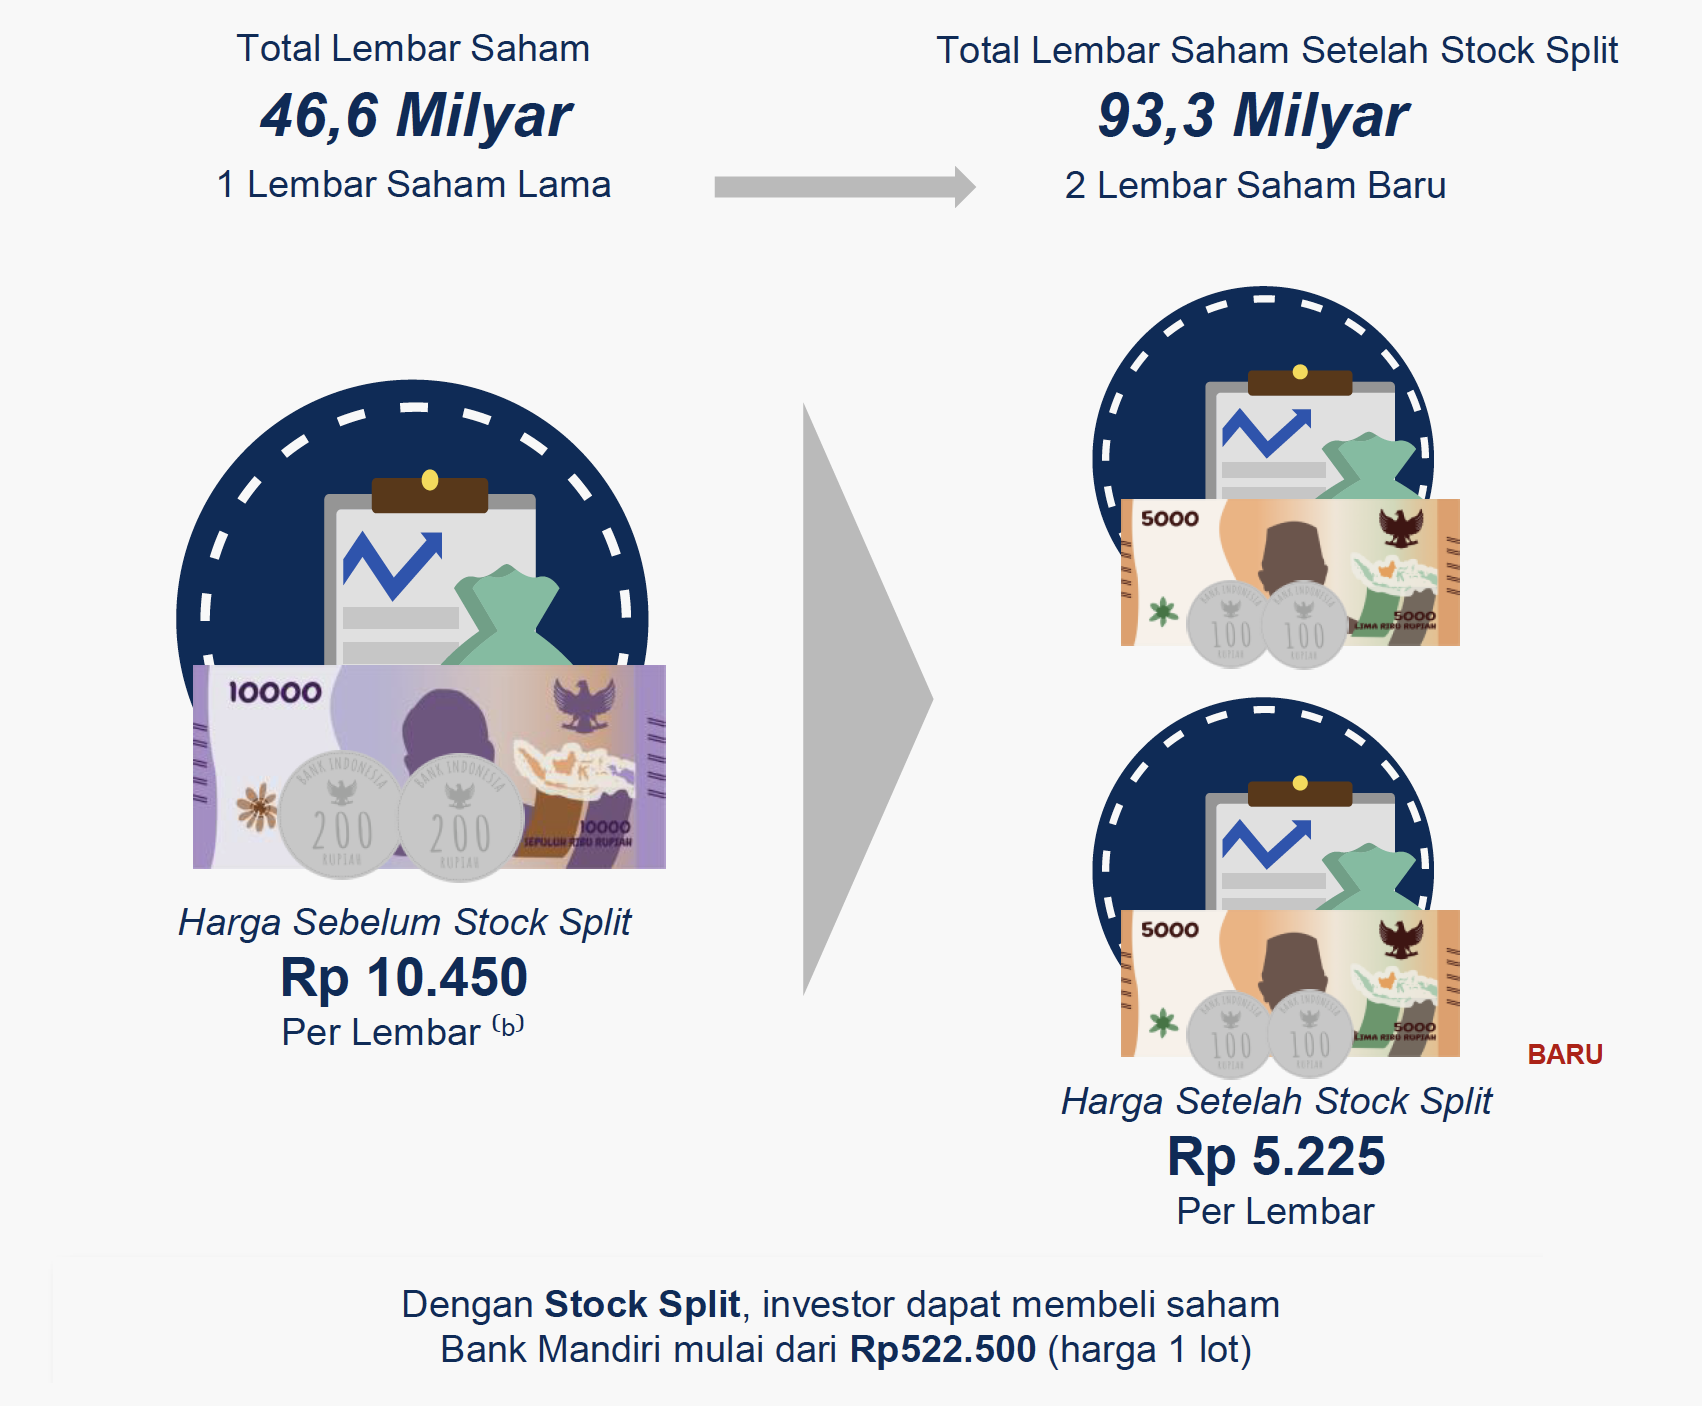 Total Lembar Saham
46,6 Milyar
1 Lembar Saham Lama
Total Lembar Saham Setelah Stock Split
93,3 Milyar
2 Lembar Saham Baru
10000
BANK INDONESIA
200
RUPIAH
BANK INDONESIA
200
RUPIAH
10000
SEPULUH RIBU RUPIAH
Harga Sebelum Stock Split
Rp 10.450
Per Lembar (b)
5000
BANK INDONESIA
100
RUPIAH
BANK INDONESIA
100
RUPIAH
5000
LIMA RIBU RUPIAH
5000
BANK INDONESIA
100
RUPIAH
BANK INDONESIA
100
RUPIAH
5000
LIMA RIBU RUPIAH
BARU
Harga Setelah Stock Split
Rp 5.225
Per Lembar
Dengan Stock Split, investor dapat membeli saham
Bank Mandiri mulai dari Rp522.500 (harga 1 lot)